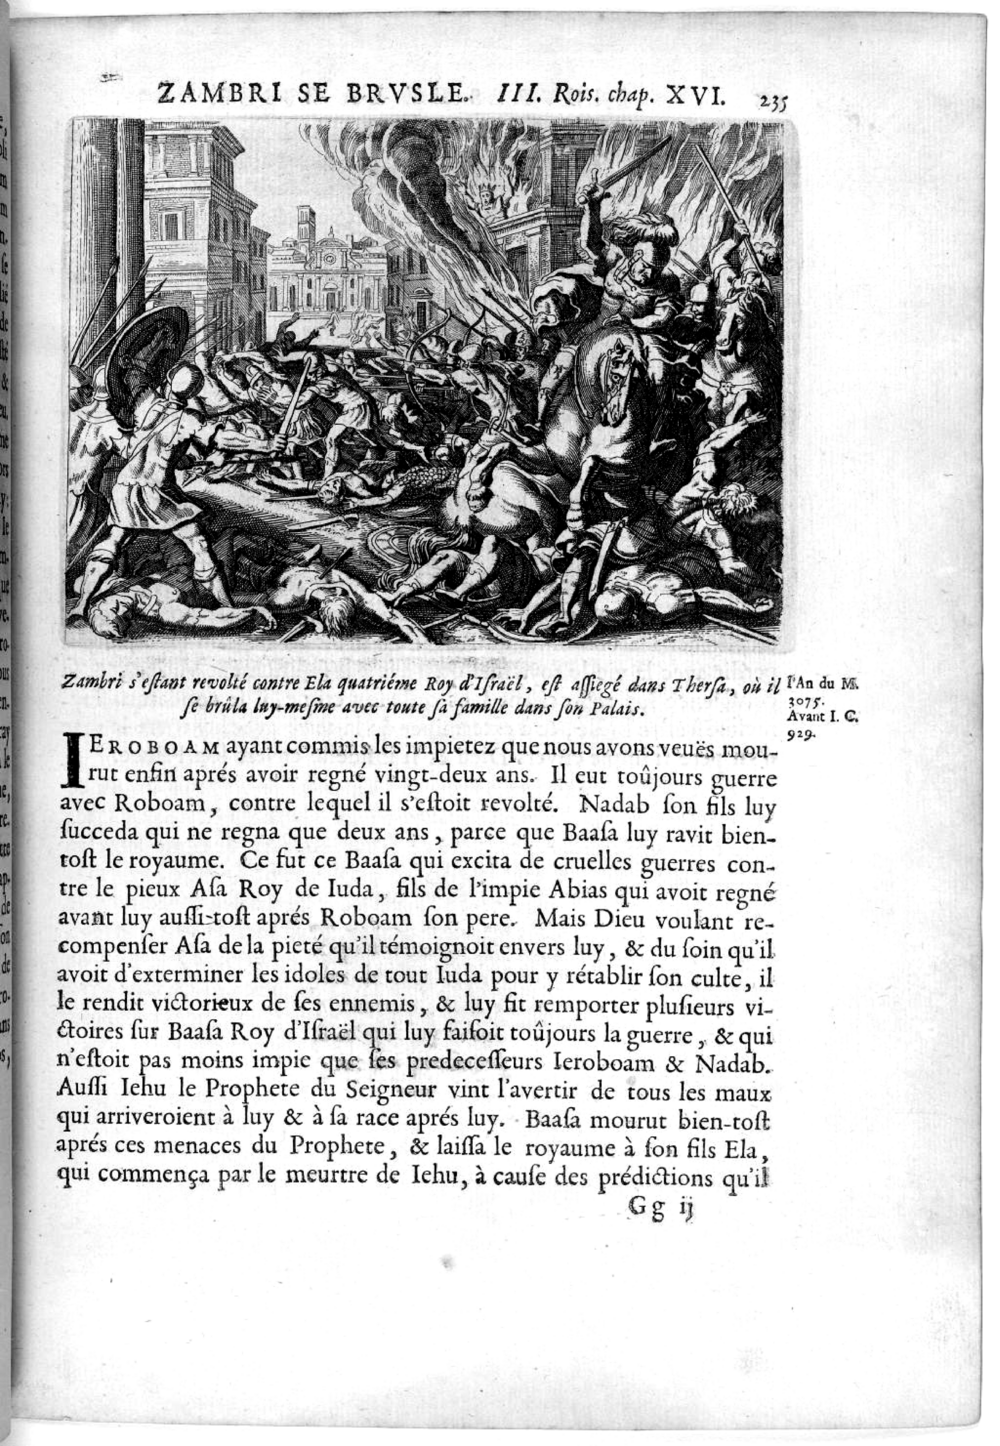 ZAMBRI SE BRVSLE. III. Rois. chap. XVI. 235
Zambri s'eſtant revolté contre Ela quatriéme Roy d'Iſraël, eſt aſſiegé dans Therſa, où il
ſe brûla luy-meſme avec toute ſa famille dans ſon Palais.
l'An du M.
3075.
Avant I. C.
929.
IEROBOAM ayant commis les impietez que nous avons veuës mou-
rut enfin aprés avoir regné vingt-deux ans. Il eut toûjours guerre
avec Roboam, contre lequel il s'eſtoit revolté. Nadab ſon fils luy
ſucceda qui ne regna que deux ans, parce que Baaſa luy ravit bien-
toſt le royaume. Ce fut ce Baaſa qui excita de cruelles guerres con-
tre le pieux Aſa Roy de Iuda, fils de l'impie Abias qui avoit regné
avant luy auſſi-toſt aprés Roboam ſon pere. Mais Dieu voulant re-
compenſer Aſa de la pieté qu'il témoignoit envers luy, & du ſoin qu'il
avoit d'exterminer les idoles de tout Iuda pour y rétablir ſon culte, il
le rendit victorieux de ſes ennemis, & luy fit remporter pluſieurs vi-
ctoires ſur Baaſa Roy d'Iſraël qui luy faiſoit toûjours la guerre, & qui
n'eſtoit pas moins impie que ſes predeceſſeurs Ieroboam & Nadab.
Auſſi Iehu le Prophete du Seigneur vint l'avertir de tous les maux
qui arriveroient à luy & à ſa race aprés luy. Baaſa mourut bien-toſt
aprés ces menaces du Prophete, & laiſſa le royaume à ſon fils Ela,
qui commença par le meurtre de Iehu, à cauſe des prédictions qu'il
Gg ij